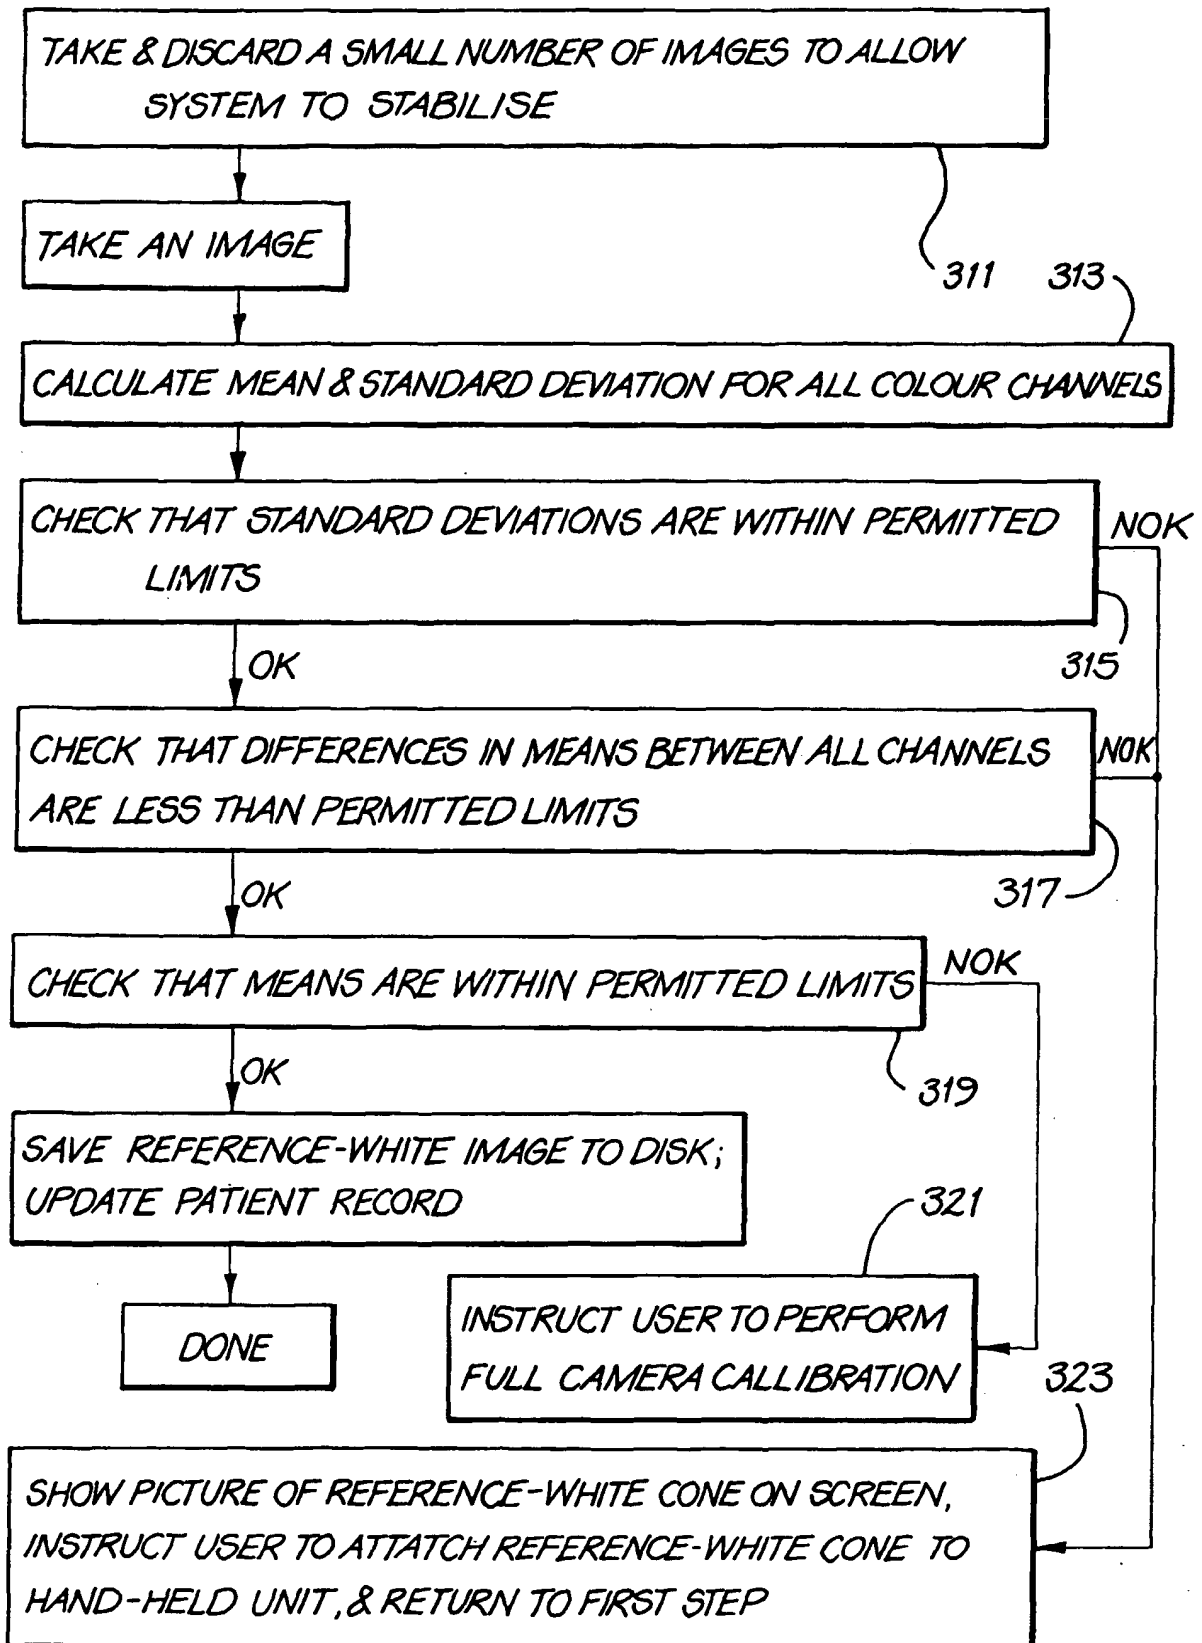 TAKE & DISCARD A SMALL NUMBER OF IMAGES TO ALLOW
SYSTEM TO STABILISE
TAKE AN IMAGE
311
313
CALCULATE MEAN & STANDARD DEVIATION FOR ALL COLOUR CHANNELS
CHECK THAT STANDARD DEVIATIONS ARE WITHIN PERMITTED
LIMITS
NOK
315
OK
CHECK THAT DIFFERENCES IN MEANS BETWEEN ALL CHANNELS
ARE LESS THAN PERMITTED LIMITS
NOK
317
OK
CHECK THAT MEANS ARE WITHIN PERMITTED LIMITS
NOK
319
OK
SAVE REFERENCE-WHITE IMAGE TO DISK;
UPDATE PATIENT RECORD
321
DONE
INSTRUCT USER TO PERFORM
FULL CAMERA CALLIBRATION
323
SHOW PICTURE OF REFERENCE-WHITE CONE ON SCREEN,
INSTRUCT USER TO ATTATCH REFERENCE-WHITE CONE TO
HAND-HELD UNIT, & RETURN TO FIRST STEP